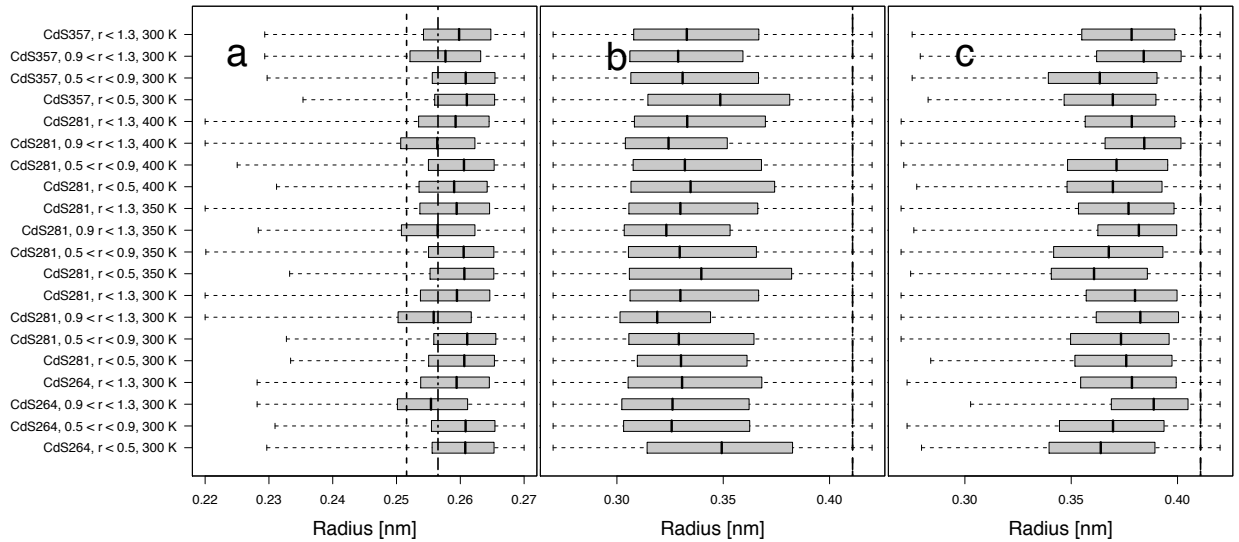 CdS357, r < 1.3, 300 K
CdS357, 0.9 < r < 1.3, 300 K
CdS357, 0.5 < r < 0.9, 300 K
CdS357, r < 0.5, 300 K
CdS281, r < 1.3, 400 K
CdS281, 0.9 < r < 1.3, 400 K
CdS281, 0.5 < r < 0.9, 400 K
CdS281, r < 0.5, 400 K
CdS281, r < 1.3, 350 K
CdS281, 0.9 r < 1.3, 350 K
CdS281, 0.5 < r < 0.9, 350 K
CdS281, r < 0.5, 350 K
CdS281, r < 1.3, 300 K
CdS281, 0.9 < r < 1.3, 300 K
CdS281, 0.5 < r < 0.9, 300 K
CdS281, r < 0.5, 300 K
CdS264, r < 1.3, 300 K
CdS264, 0.9 < r < 1.3, 300 K
CdS264, 0.5 < r < 0.9, 300 K
CdS264, r < 0.5, 300 K
a
0.22 0.23 0.24 0.25 0.26 0.27
Radius [nm]
b
0.30 0.35 0.40
Radius [nm]
c
0.30 0.35 0.40
Radius [nm]